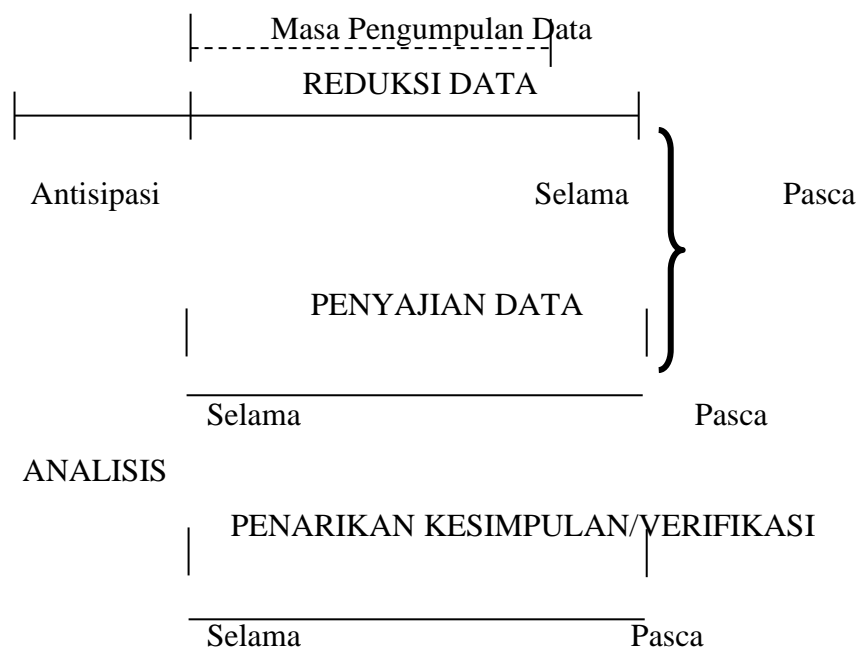 Masa Pengumpulan Data
REDUKSI DATA
Antisipasi Selama Pasca
PENYAJIAN DATA
Selama Pasca
ANALISIS
PENARIKAN KESIMPULAN/VERIFIKASI
Selama Pasca